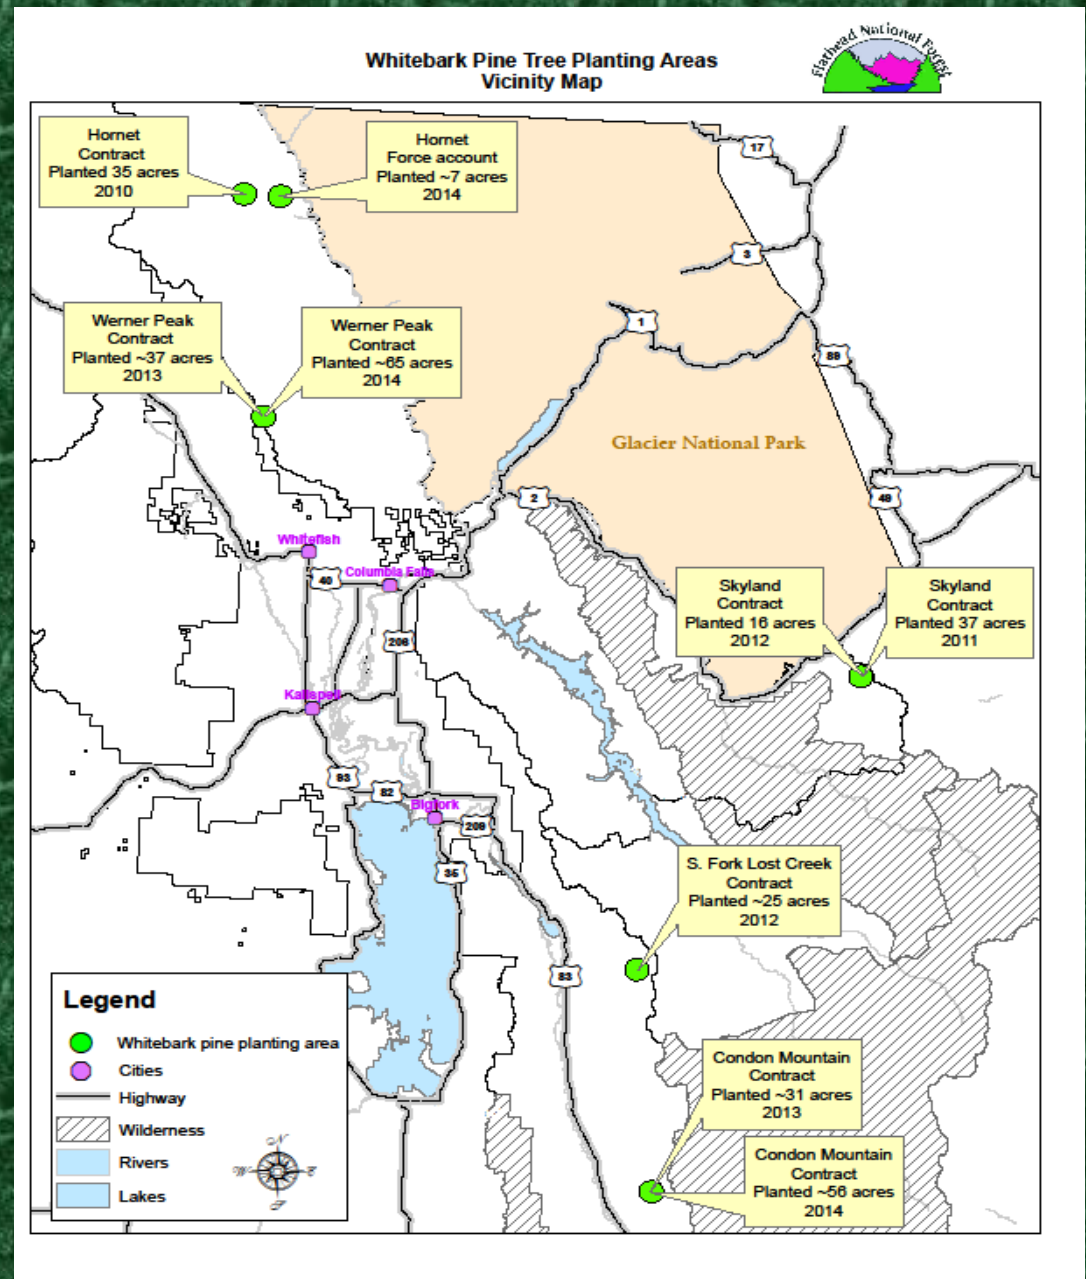 Whitebark Pine Tree Planting Areas
Vicinity Map
Flathead National Forest
Hornet
Contract
Planted 35 acres
2010
Hornet
Force account
Planted ~7 acres
2014
17
3
Werner Peak
Contract
Planted ~37 acres
2013
Werner Peak
Contract
Planted ~65 acres
2014
1
89
Glacier National Park
2
49
Whitefish
40
Columbia Falls
206
Skyland
Contract
Planted 16 acres
2012
Skyland
Contract
Planted 37 acres
2011
Kalispell
93
82
Bigfork
209
35
S. Fork Lost Creek
Contract
Planted ~25 acres
2012
83
Legend
Whitebark pine planting area
Cities
Highway
Wilderness
Rivers
Lakes
N
W
E
S
Condon Mountain
Contract
Planted ~31 acres
2013
Condon Mountain
Contract
Planted ~56 acres
2014